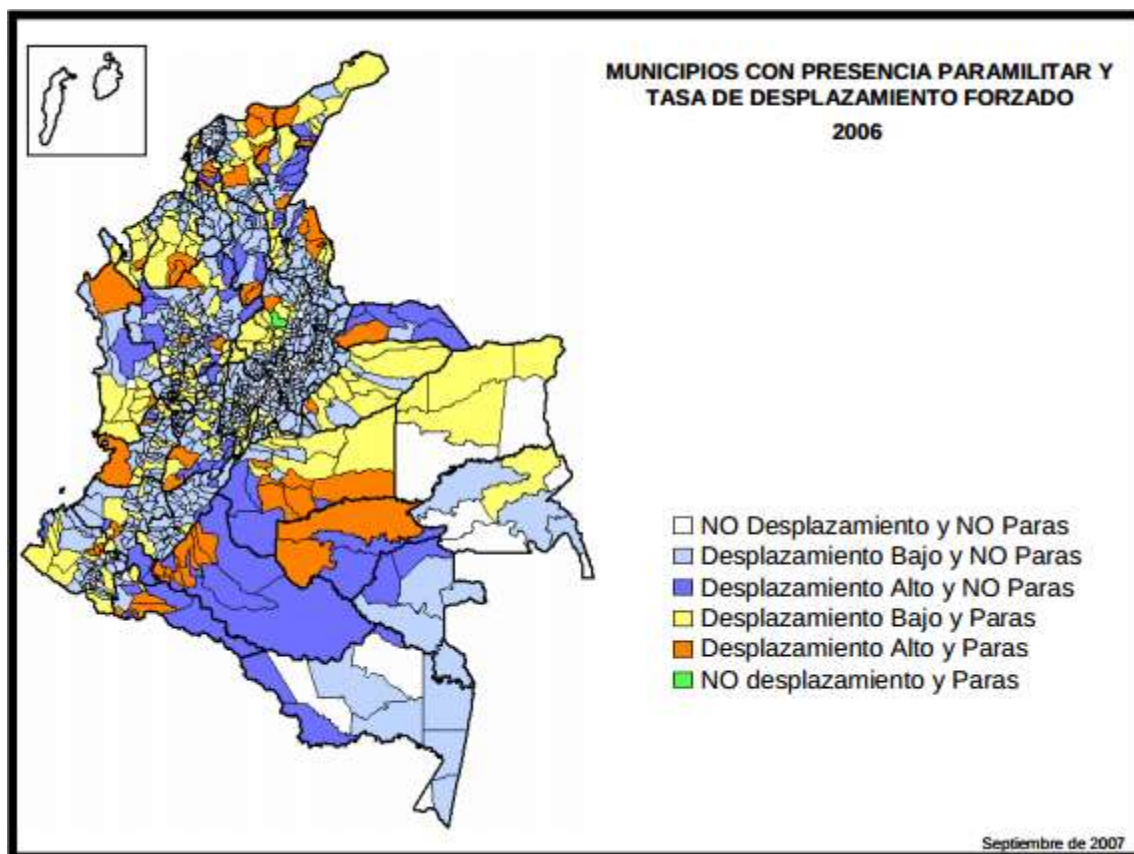 MUNICIPIOS CON PRESENCIA PARAMILITAR Y
TASA DE DESPLAZAMIENTO FORZADO
2006
NO Desplazamiento y NO Paras
Desplazamiento Bajo y NO Paras
Desplazamiento Alto y NO Paras
Desplazamiento Bajo y Paras
Desplazamiento Alto y Paras
NO desplazamiento y Paras
Septiembre de 2007